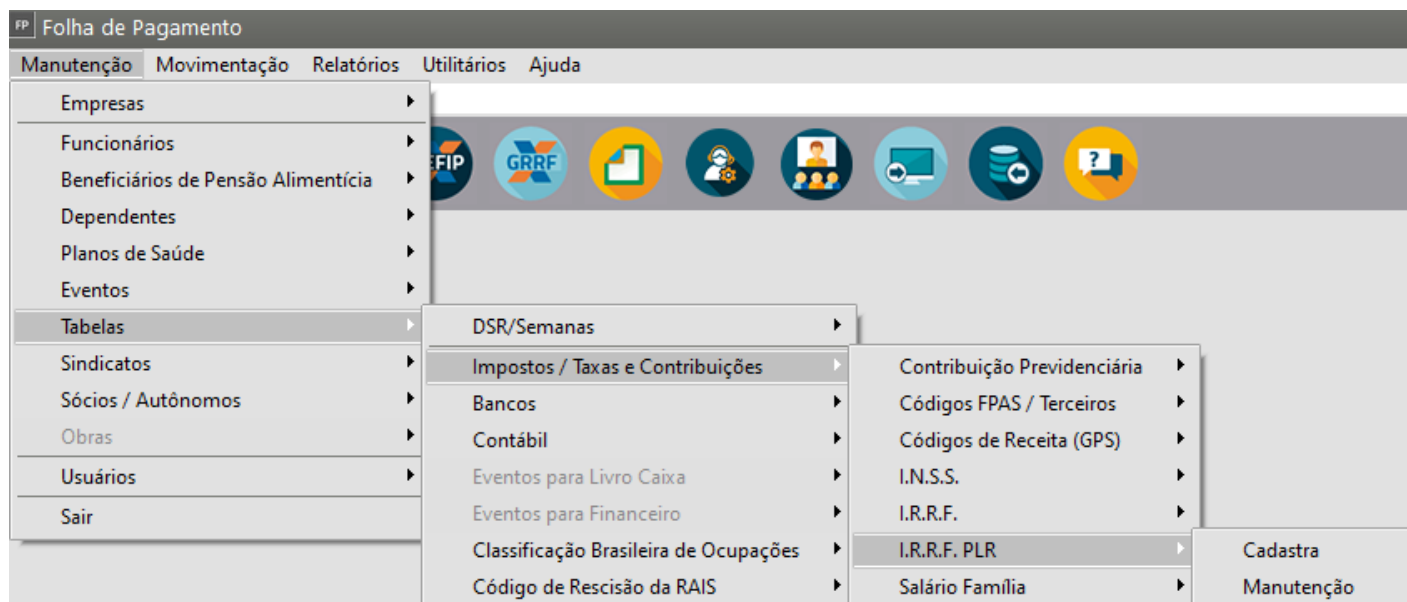 FP Folha de Pagamento
Manutenção Movimentação Relatórios Utilitários Ajuda
Empresas
Funcionários
Beneficiários de Pensão Alimentícia
Dependentes
Planos de Saúde
Eventos
Tabelas
Sindicatos
Sócios / Autônomos
Obras
Usuários
Sair
GRRF
?
DSR/Semanas
Impostos / Taxas e Contribuições
Bancos
Contábil
Eventos para Livro Caixa
Eventos para Financeiro
Classificação Brasileira de Ocupações
Código de Rescisão da RAIS
Contribuição Previdenciária
Códigos FPAS / Terceiros
Códigos de Receita (GPS)
I.N.S.S.
I.R.R.F.
I.R.R.F. PLR
Salário Família
Cadastra
Manutenção